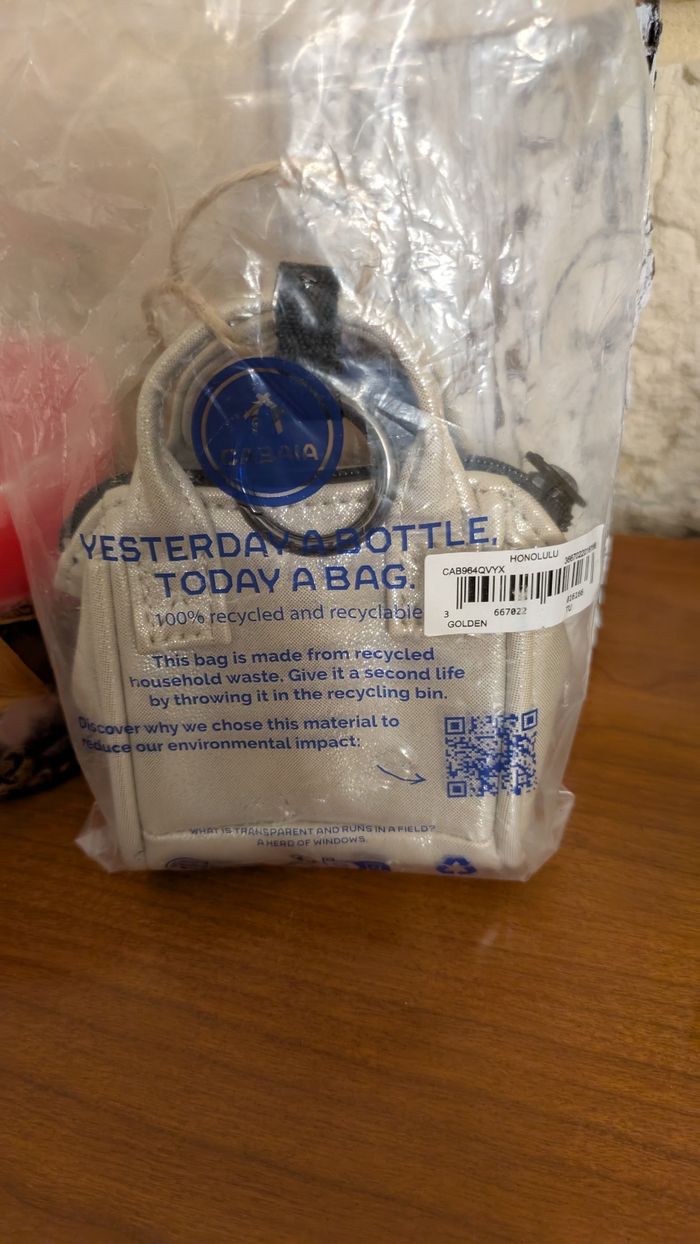 CABAIA
YESTERDAY A BOTTLE,
TODAY A BAG.
100% recycled and recyclable
HONOLULU
CAB964QVYX
3 667022
GOLDEN
TU
This bag is made from recycled
household waste. Give it a second life
by throwing it in the recycling bin.
Discover why we chose this material to
reduce our environmental impact:
WHAT IS TRANSPARENT AND RUNS IN A FIELD?
A HERD OF WINDOWS.